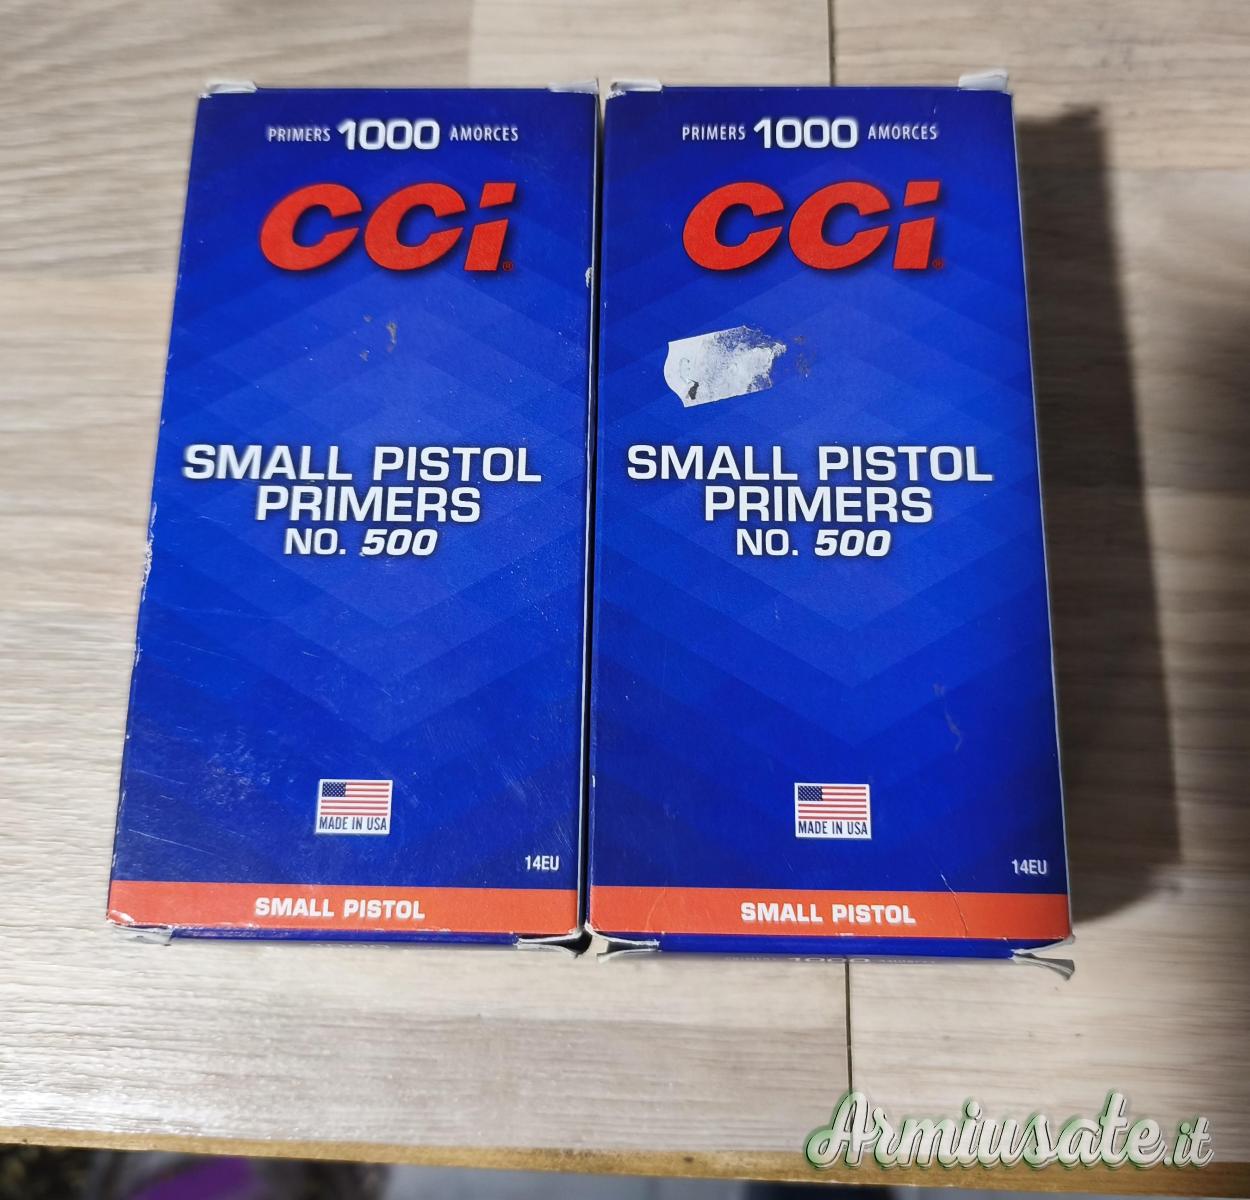 PRIMERS 1000 AMORCES
CCI®
SMALL PISTOL
PRIMERS
NO. 500
MADE IN USA
14EU
SMALL PISTOL
PRIMERS 1000 AMORCES
CCI®
SMALL PISTOL
PRIMERS
NO. 500
MADE IN USA
14EU
SMALL PISTOL
Armiusate.it